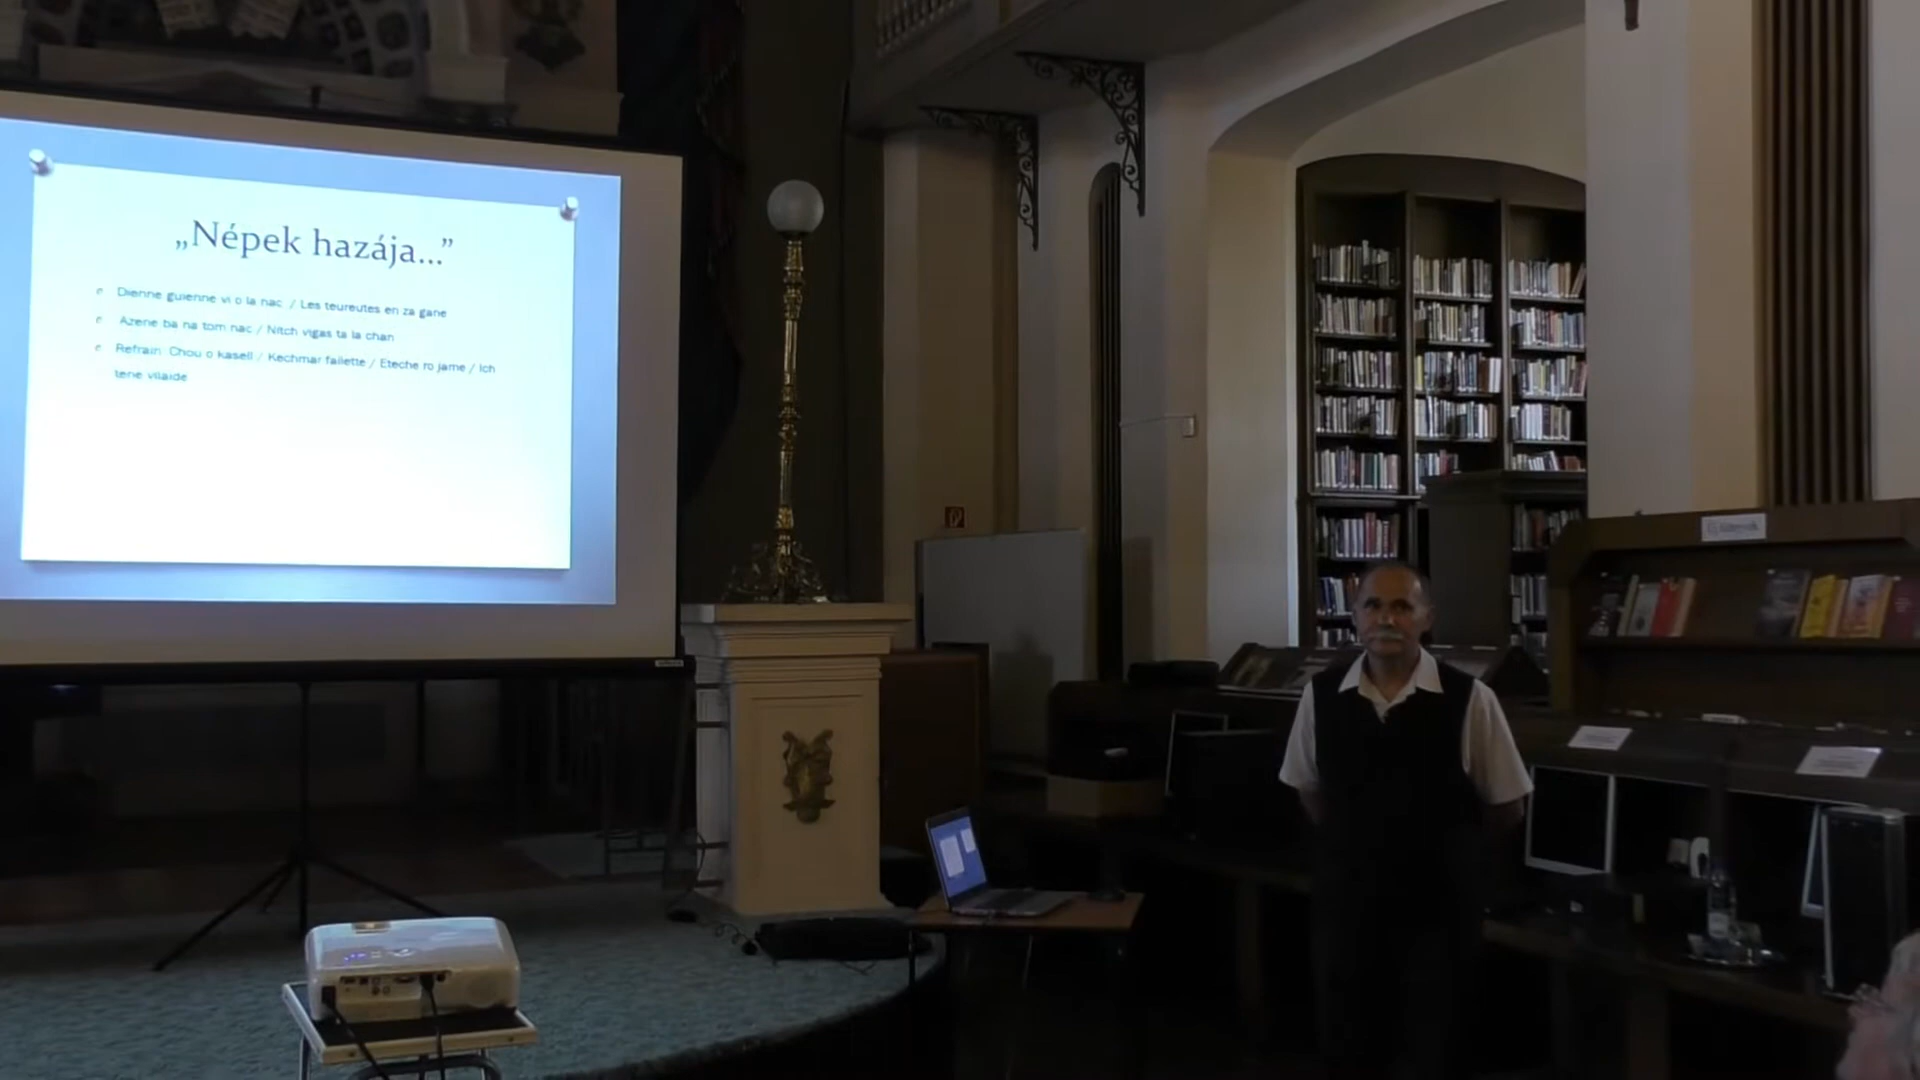 „Népek hazája...”
Dienne guienne vi o la nac / Les teureutes en za gane
Azene ba na tom nac / Nitch vigas ta la chan
Refrain: Chou o kasell / Kechmar failette / Eteche ro jame / Ich
tene vilaide